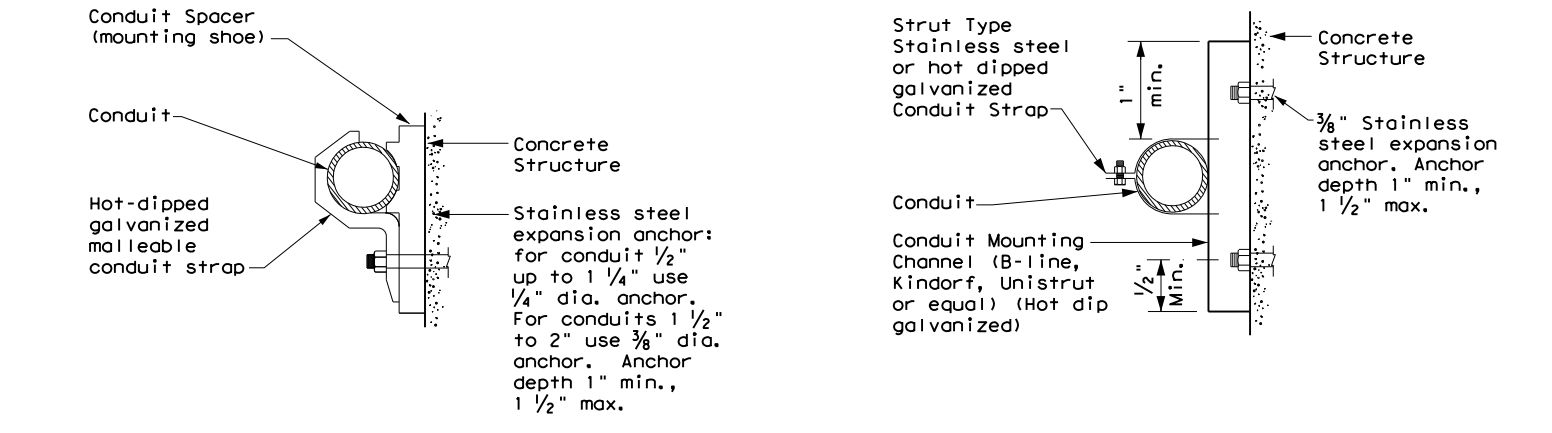 Conduit Spacer
(mounting shoe)
Conduit
Hot-dipped
galvanized
malleable
conduit strap
Concrete
Structure
Stainless steel
expansion anchor:
for conduit 1/2"
up to 1 1/4" use
1/4" dia. anchor.
For conduits 1 1/2"
to 2" use 3/8" dia.
anchor. Anchor
depth 1" min.,
1 1/2" max.
Strut Type
Stainless steel
or hot dipped
galvanized
Conduit Strap
1"
min.
Conduit
Conduit Mounting
Channel (B-line,
Kindorf, Unistrut
or equal) (Hot dip
galvanized)
1/2"
Min.
Concrete
Structure
3/8" Stainless
steel expansion
anchor. Anchor
depth 1" min.,
1 1/2" max.